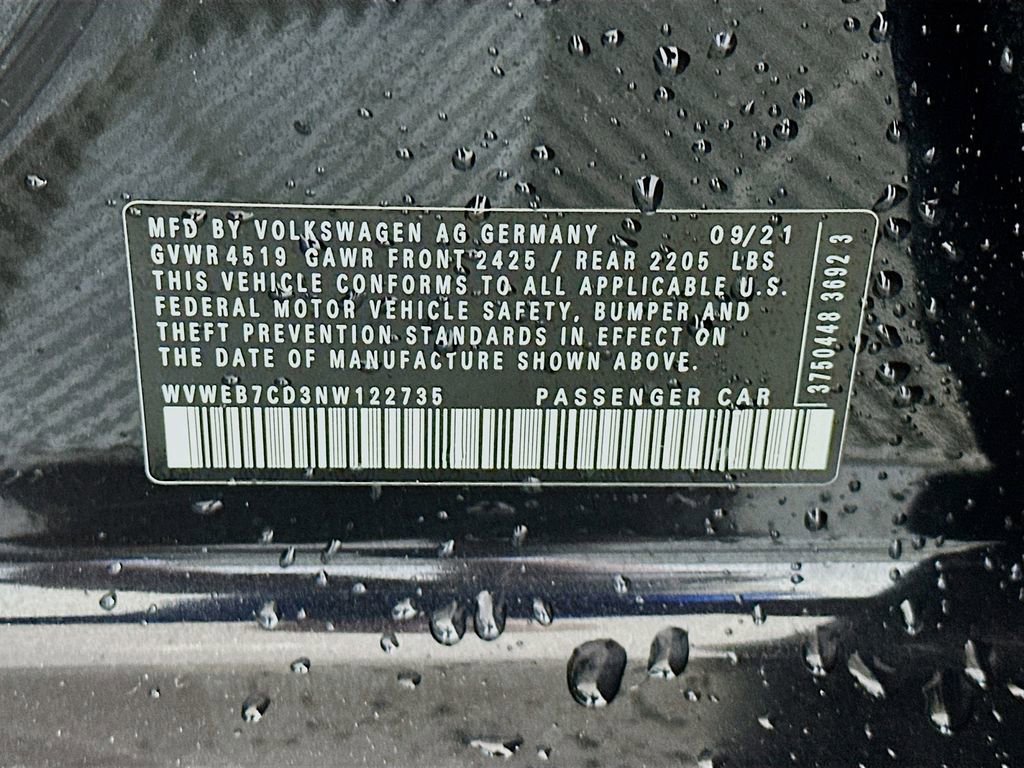 MFD BY VOLKSWAGEN AG GERMANY 09/21
GVWR 4519 GAWR FRONT 2425 / REAR 2205 LBS
THIS VEHICLE CONFORMS TO ALL APPLICABLE U.S.
FEDERAL MOTOR VEHICLE SAFETY, BUMPER AND
THEFT PREVENTION STANDARDS IN EFFECT ON
THE DATE OF MANUFACTURE SHOWN ABOVE.
WVWEB7CD3NW122735 PASSENGER CAR
3750448 3692 3